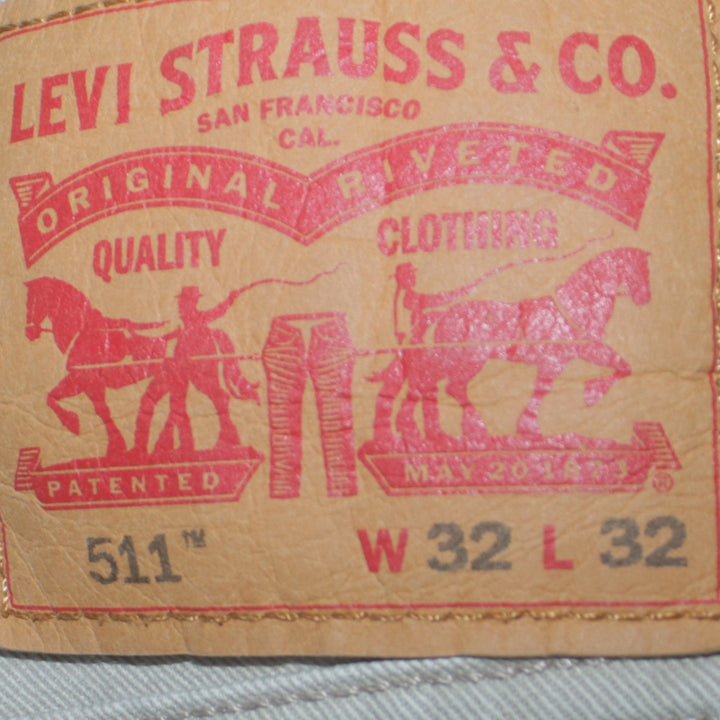 LEVI STRAUSS & CO.
SAN FRANCISCO
CAL.
ORIGINAL RIVETED
QUALITY CLOTHING
PATENTED MAY 20 1873 ®
511™ W 32 L 32